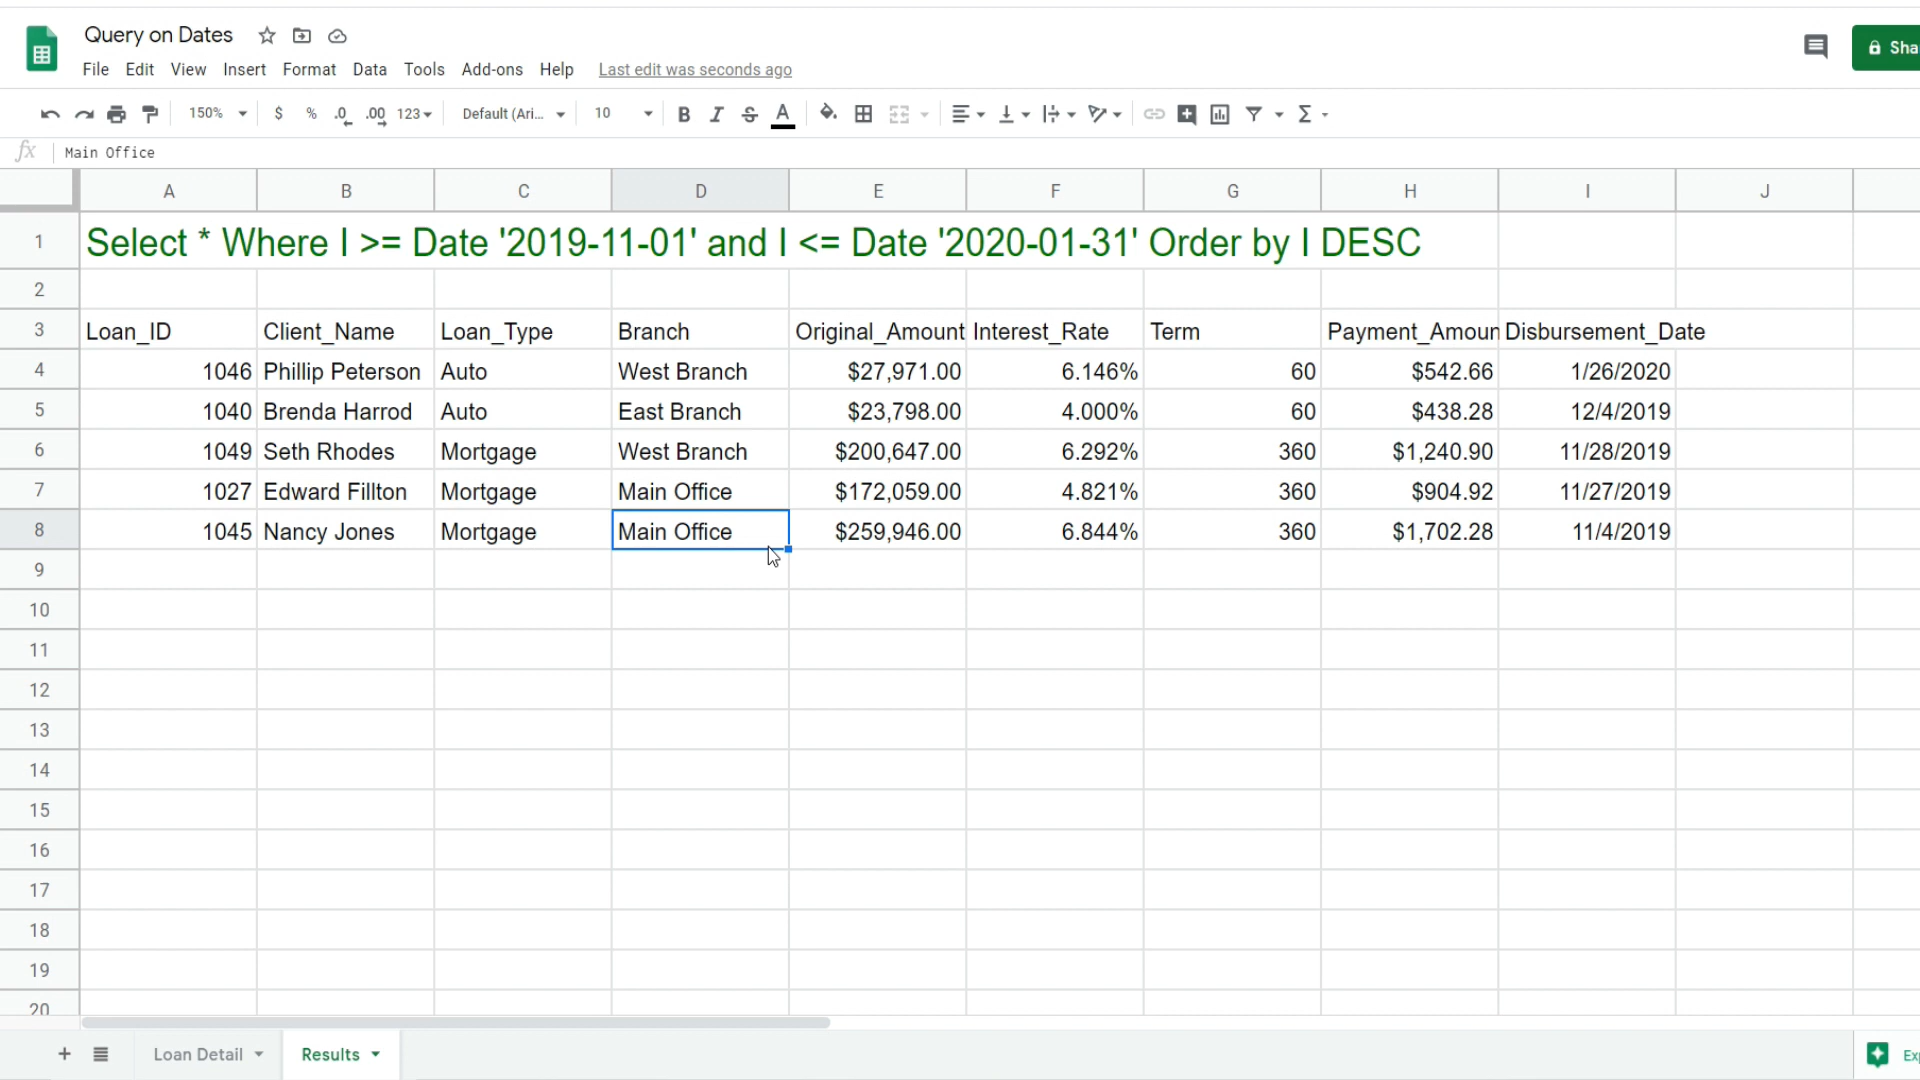 Query on Dates
File Edit View Insert Format Data Tools Add-ons Help Last edit was seconds ago
Sha
150% $ % .0 .00 123 Default (Ari... 10 B I S A Σ
fx Main Office
A B C D E F G H I J
1 Select * Where I >= Date '2019-11-01' and I <= Date '2020-01-31' Order by I DESC
2
3 Loan_ID Client_Name Loan_Type Branch Original_Amount Interest_Rate Term Payment_Amoun Disbursement_Date
4 1046 Phillip Peterson Auto West Branch $27,971.00 6.146% 60 $542.66 1/26/2020
5 1040 Brenda Harrod Auto East Branch $23,798.00 4.000% 60 $438.28 12/4/2019
6 1049 Seth Rhodes Mortgage West Branch $200,647.00 6.292% 360 $1,240.90 11/28/2019
7 1027 Edward Fillton Mortgage Main Office $172,059.00 4.821% 360 $904.92 11/27/2019
8 1045 Nancy Jones Mortgage Main Office $259,946.00 6.844% 360 $1,702.28 11/4/2019
9
10
11
12
13
14
15
16
17
18
19
20
+ Loan Detail Results Exp